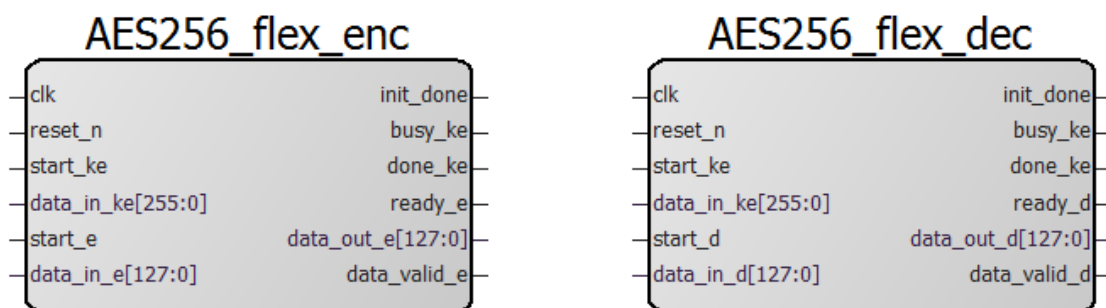 AES256_flex_enc
clk
init_done
reset_n
busy_ke
start_ke
done_ke
data_in_ke[255:0]
ready_e
start_e
data_out_e[127:0]
data_in_e[127:0]
data_valid_e
AES256_flex_dec
clk
init_done
reset_n
busy_ke
start_ke
done_ke
data_in_ke[255:0]
ready_d
start_d
data_out_d[127:0]
data_in_d[127:0]
data_valid_d